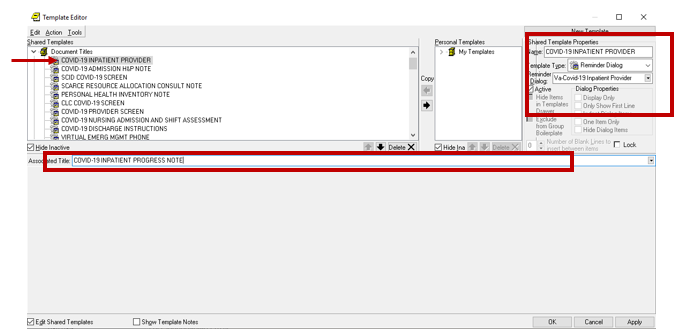 Template Editor
Edit Action Tools
New Template
Shared Templates
Personal Templates
Shared Template Properties
Document Titles
My Templates
Name: COVID-19 INPATIENT PROVIDER
COVID-19 INPATIENT PROVIDER
COVID-19 ADMISSION H&P NOTE
Template Type: Reminder Dialog
SCID COVID-19 SCREEN
Reminder
Dialog: Va-Covid-19 Inpatient Provider
Copy
SCARCE RESOURCE ALLOCATION CONSULT NOTE
Active
Dialog Properties
PERSONAL HEALTH INVENTORY NOTE
Hide Items
in Templates
Drawer
Display Only
Only Show First
Line
CLC COVID-19 SCREEN
COVID-19 PROVIDER SCREEN
COVID-19 NURSING ADMISSION AND SHIFT ASSESSMENT
Exclude
from Group
Boilerplate
One Item Only
Hide Dialog Items
COVID-19 DISCHARGE INSTRUCTIONS
VIRTUAL EMERG MGMT PHONE
Hide Inactive
Delete
Hide Ina
Delete
0
Number of Blank Lines to
insert between items
Lock
Associated Title: COVID-19 INPATIENT PROGRESS NOTE
Edit Shared Templates
Show Template Notes
OK
Cancel
Apply